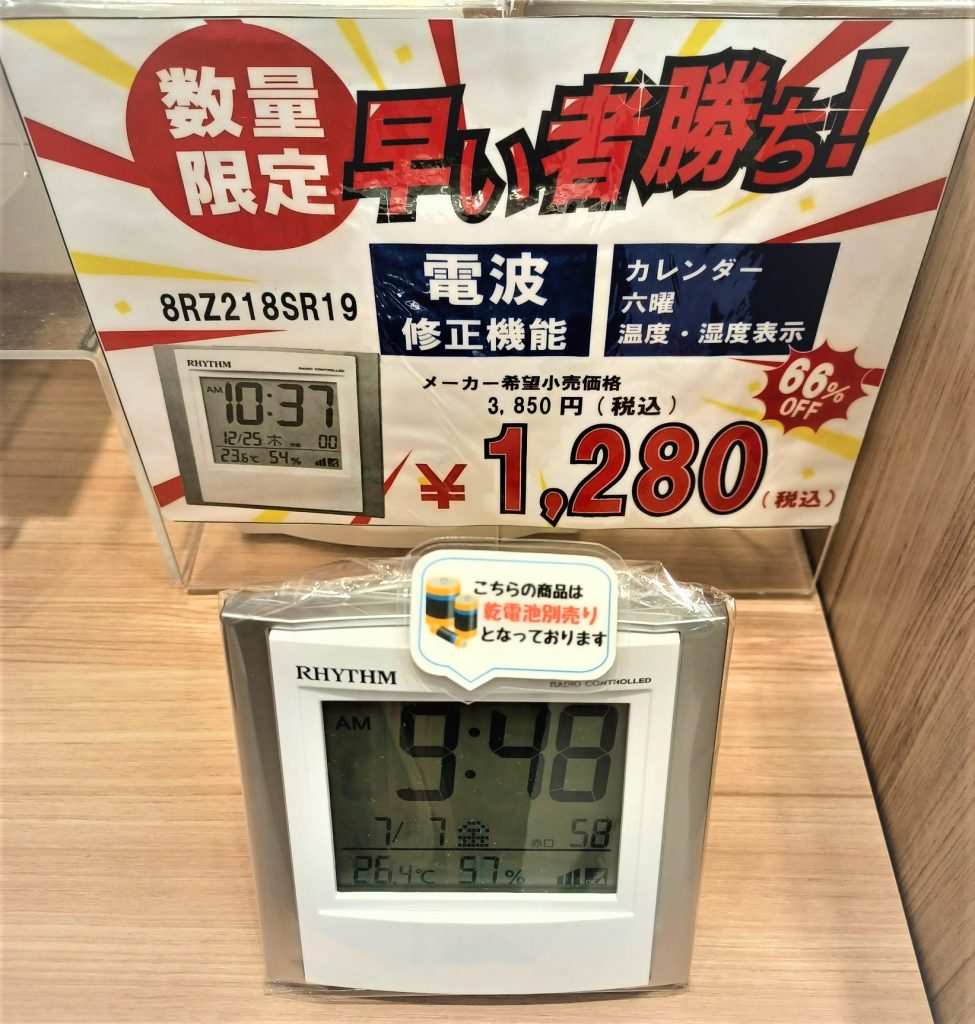 数量
限定
早い者勝ち!
8RZ218SR19
電波
修正機能
カレンダー
六曜
温度・湿度表示
RHYTHM
RADIO CONTROLLED
AM 10:37
12/25 木 大安 00
23.6℃ 54%
メーカー希望小売価格
3,850円(税込)
66%
OFF
¥1,280(税込)
こちらの商品は
乾電池別売り
となっております
RHYTHM
RADIO CONTROLLED
AM 9:48
7/7 金 赤口 58
26.4℃ 57%